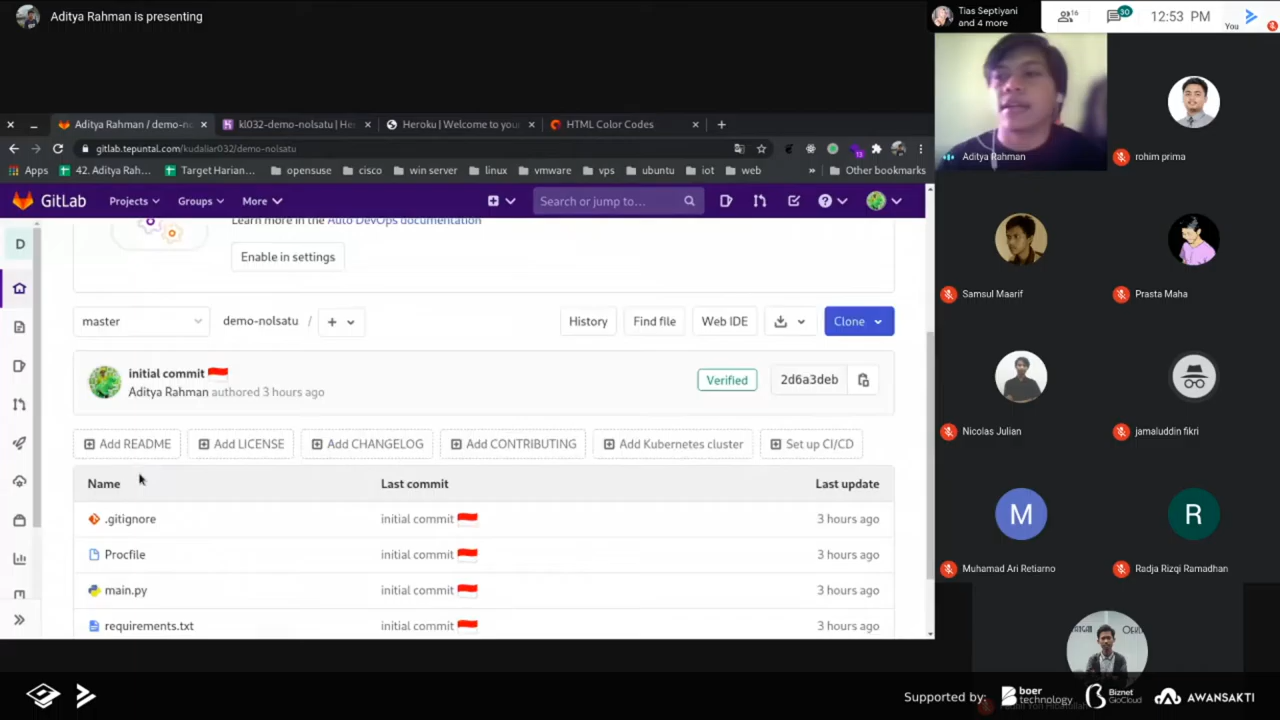 Aditya Rahman is presenting
Tias Septiyani
and 4 more
16
30
12:53 PM
You
Aditya Rahman / demo-n
kl032-demo-nolsatu | He
Heroku | Welcome to you
HTML Color Codes
gitlab.tepuntal.com/kudaliar032/demo-nolsatu
13
Apps
42. Aditya Rah...
Target Harian...
opensuse
cisco
win server
linux
vmware
vps
ubuntu
iot
web
»
Other bookmarks
GitLab
Projects
Groups
More
Search or jump to...
D
Learn more in the Auto DevOps documentation
Enable in settings
master
demo-nolsatu /
+
History
Find file
Web IDE
Clone
initial commit
Aditya Rahman authored 3 hours ago
Verified
2d6a3deb
Add README
Add LICENSE
Add CHANGELOG
Add CONTRIBUTING
Add Kubernetes cluster
Set up CI/CD
Name
Last commit
Last update
.gitignore
initial commit
3 hours ago
Procfile
initial commit
3 hours ago
main.py
initial commit
3 hours ago
requirements.txt
initial commit
3 hours ago
Aditya Rahman
rohim prima
Samsul Maarif
Prasta Maha
Nicolas Julian
jamaluddin fikri
M
R
Muhamad Ari Retiarno
Radja Rizqi Ramadhan
Supported by:
boer
technology
Biznet
GioCloud
AWANSAKTI